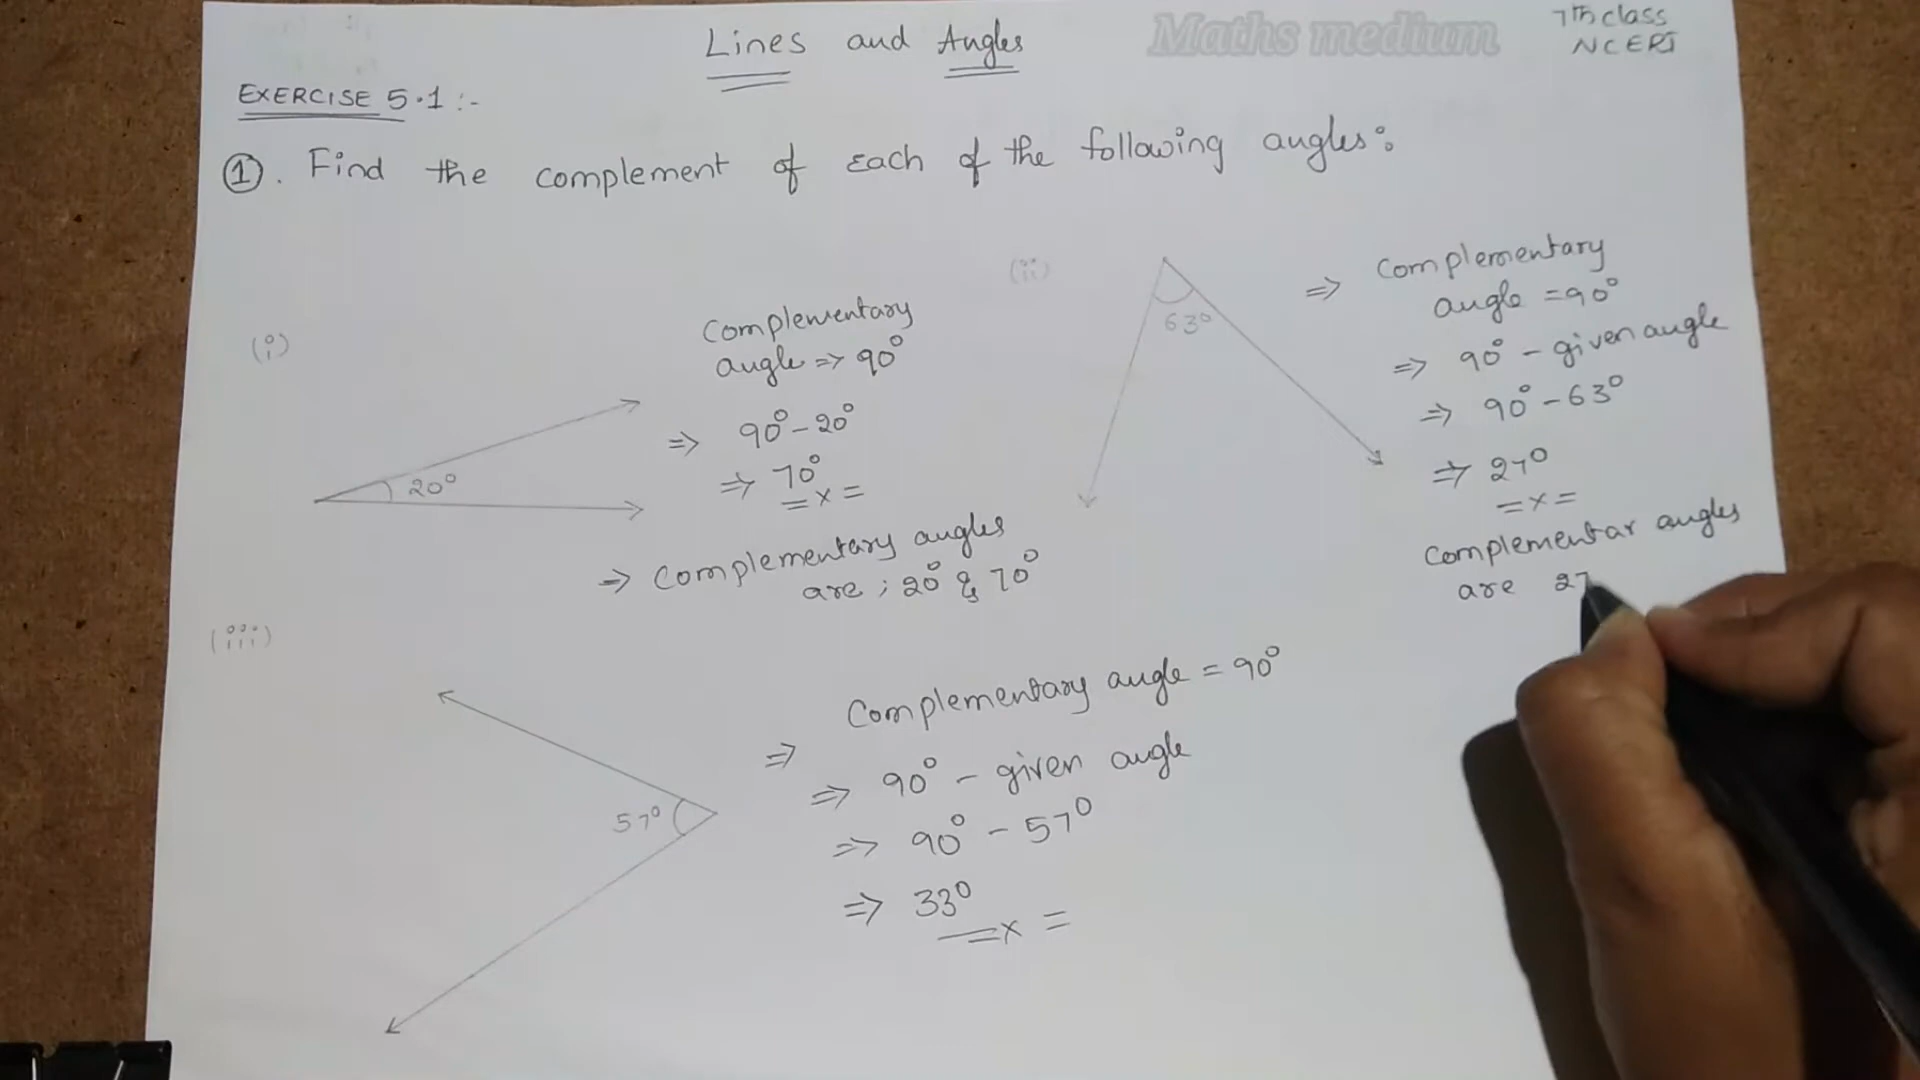 Lines and Angles
Maths medium
7th class
NCERT
EXERCISE 5.1 :-
① . Find the complement of Each of the following angles:
(i)
20°
Complementary
angle => 90°
=> 90° - 20°
=> 70°
= x =
=> Complementary angles
are ; 20° & 70°
(ii)
63°
=> Complementary
angle = 90°
=> 90° - given angle
=> 90° - 63°
=> 27°
= x =
Complementar angles
are 27
(iii)
57°
=> Complementary angle = 90°
=> 90° - given angle
=> 90° - 57°
=> 33°
= x =